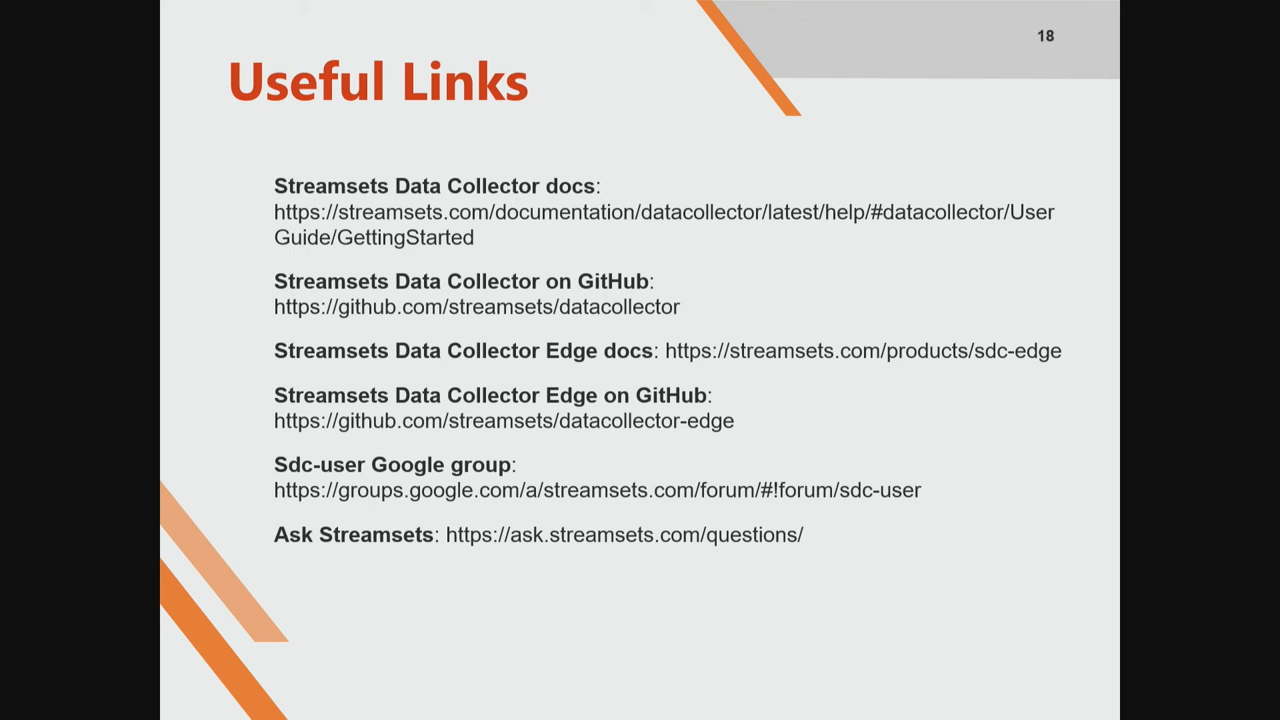 18
Useful Links
Streamsets Data Collector docs:
https://streamsets.com/documentation/datacollector/latest/help/#datacollector/User
Guide/GettingStarted
Streamsets Data Collector on GitHub:
https://github.com/streamsets/datacollector
Streamsets Data Collector Edge docs: https://streamsets.com/products/sdc-edge
Streamsets Data Collector Edge on GitHub:
https://github.com/streamsets/datacollector-edge
Sdc-user Google group:
https://groups.google.com/a/streamsets.com/forum/#!forum/sdc-user
Ask Streamsets: https://ask.streamsets.com/questions/